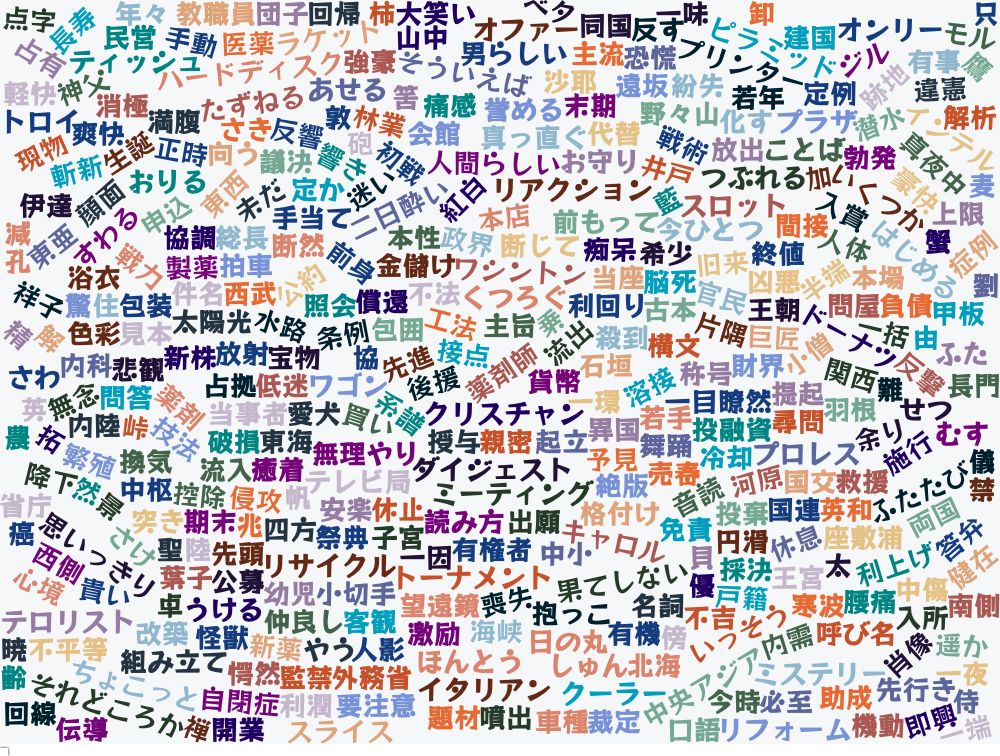 点字
長寿
年々
教職員
団子
回帰
柿
大笑い
ベタ
オファー
同国
反す
一味
卸
ピラミッド
建国
オンリー
只
モル
占有
民営
手動
医薬
ラケット
山中
男らしい
主流
恐慌
プリンター
ジル
有事
鷹
ティッシュ
ハードディスク
強豪
そういえば
沙耶
遠坂
紛失
若年
定例
跡地
違憲
軽快
神父
消極
たずねる
あせる
筈
痛感
誉める
末期
野々山
化す
プラザ
潜水
テンテル
解析
トロイ
爽快
満腹
さき
反響
敦
林業
会館
真っ直ぐ
代替
戦術
放出
ことば
勃発
真夜中
現物
斬新
生誕
正時
向う
議決
響き
砲
初戦
人間らしい
お守り
井戸
つぶれる
加い
いくつか
豪快
麦
おりる
東西
未だ
定か
迷い
二日酔い
紅白
リアクション
藍
スロット
入賞
上限
伊達
顔面
申込
手当て
本店
前もって
今ひとつ
間接
人体
はじめる
蟹
症例
減
孔
東亜
すわる
戦力
協調
総長
断然
前身
本性
政界
断じて
痴呆
希少
終値
浴衣
製薬
拍車
公約
金儲け
ワシントン
当座
脳死
旧来
凶悪
半端
本場
劉
祥子
驚
住
包装
件名
西武
照会
償還
不法
くつろぐ
利回り
古本
官民
王朝
ドーナツ
問屋
負債
甲板
精
餡
色彩
見本
太陽光
水路
条例
包囲
工法
主旨
乗
流出
殺到
構文
片隅
巨匠
一括
由
ふた
さわ
内科
悲観
新株
放射
宝物
協
先進
接点
薬剤師
石垣
称号
財界
小僧
関西
反撃
長門
英
無念
問答
薬剤
占拠
低迷
ワゴン
後援
貨幣
一環
溶接
一目瞭然
提起
難
せつ
内陸
峠
技法
当事者
愛犬
買い
系譜
クリスチャン
異国
若手
投融資
尋問
羽根
余り
むす
農
拓
繁殖
換気
破損
東海
無理やり
授与
親密
起立
予見
舞踊
冷却
プロレス
施行
降下
然
景
中枢
控除
流入
癒着
侵攻
帆
テレビ局
ダイジェスト
ミーティング
絶版
売春
音読
河原
国交
救援
ふたたび
儀
禁
省庁
癌
思いっきり
さけ
突き
期末
兆
四方
安楽
休止
祭典
子宮
読み方
出願
キャロル
格付け
免責
投棄
国連
英和
両国
円滑
休息
座敷浦
答弁
西側
聖
陸
先頭
リサイクル
一因
有権者
中小
貝
採決
王宮
太
利上げ
健在
心境
貴い
葉子
公募
幼児
小切手
トーナメント
果てしない
優
戸籍
寒波
腰痛
中傷
南側
テロリスト
卓
うける
仲良し
客観
望遠鏡
喪失
抱っこ
名詞
不吉
いっそう
入所
暁
不平等
改築
怪獣
新薬
やう
人影
激励
海峡
日の丸
有機
傍
内需
呼び名
肖像
遥か
齢
ちょこっと
組み立て
愕然
監禁
外務省
ほんとう
しゅん
北海
中央アジア
ミステリー
一夜
それどころか
自閉症
利潤
要注意
イタリアン
クーラー
今時
必至
助成
先行き
侍
回線
伝導
禅
開業
スライス
題材
噴出
車種
裁定
口語
リフォーム
機動
即興
一端